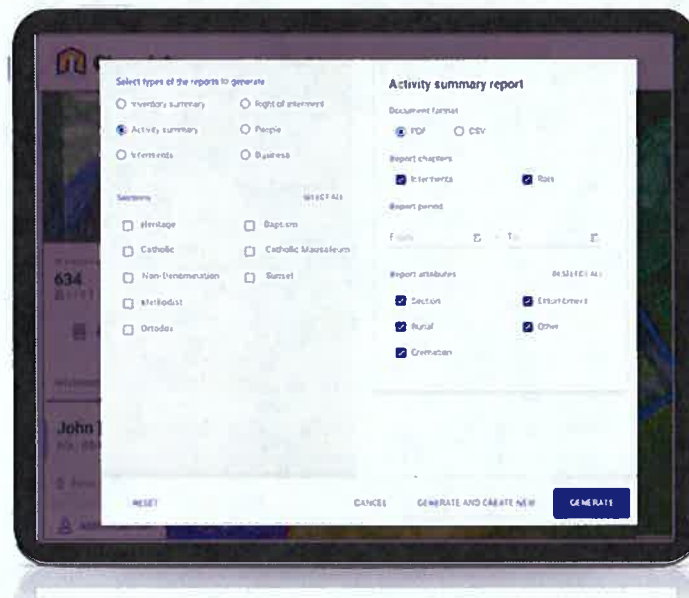 Select types of the reports to generate
Inventory summary
Right of interment
Activity summary
People
Interments
Business
Sections
SELECT ALL
Heritage
Baptism
Catholic
Catholic Mausoleum
Non-Denomination
Sunset
Methodist
Ortodox
RESET
Activity summary report
Document format
PDF
CSV
Report chapters
Interments
Report period
From
To
Report attributes
DESELECT ALL
Section
Entombment
Burial
Other
Cremation
CANCEL
GENERATE AND CREATE NEW
GENERATE
634
John